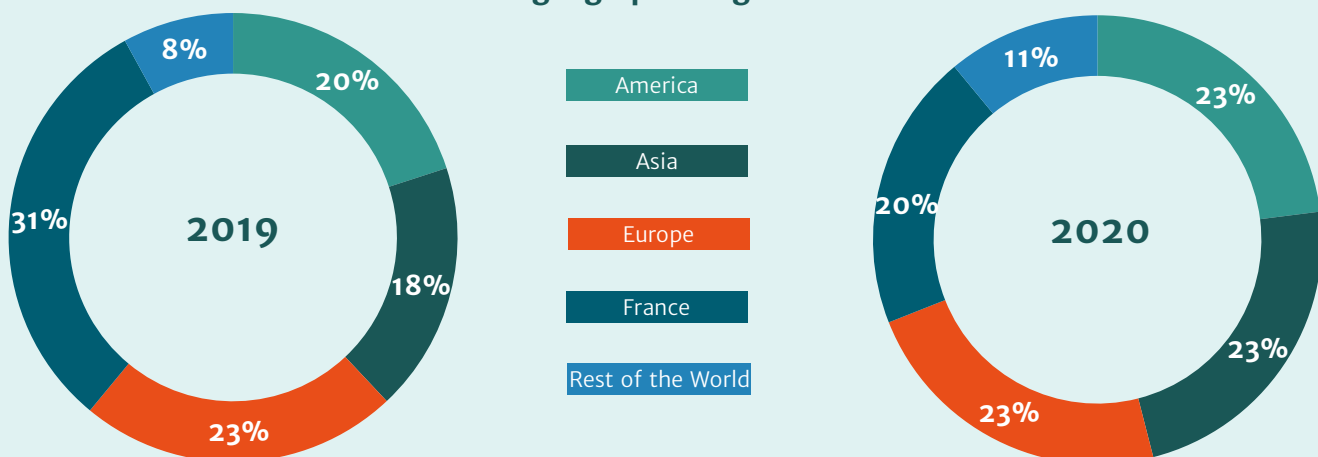 8%
20%
31%
2019
18%
23%
America
Asia
Europe
France
Rest of the World
11%
23%
20%
2020
23%
23%